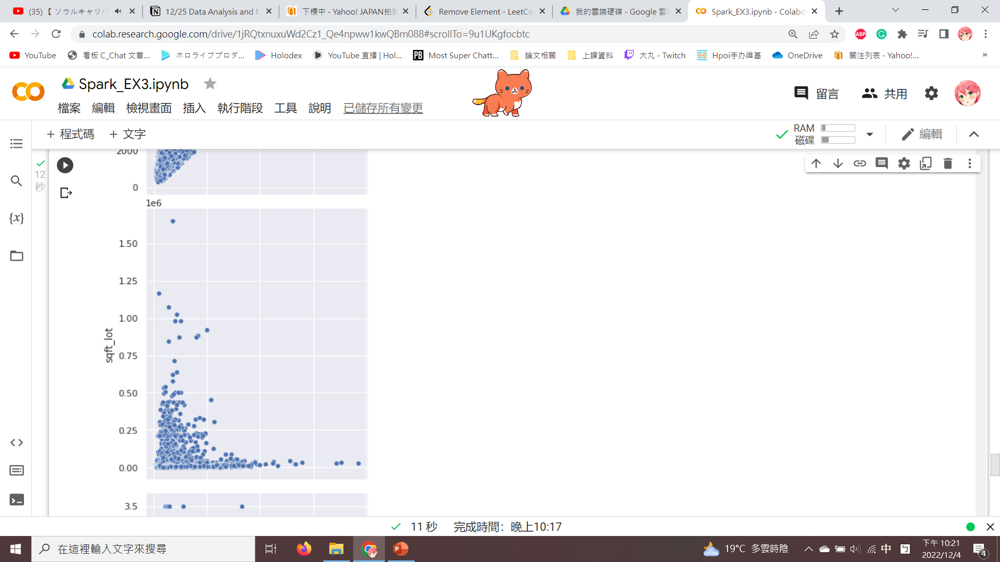 (35)【 ソウルキャリバ
12/25 Data Analysis and M
下標中 - Yahoo! JAPAN拍賣
Remove Element - LeetCo
我的雲端硬碟 - Google 雲端
Spark_EX3.ipynb - Colabo
colab.research.google.com/drive/1jRQtxnuxuWd2Cz1_Qe4npww1kwQBm088#scrollTo=9u1UKgfocbtc
ABP
YouTube
看板 C_Chat 文章...
ホロライブプロダ...
Holodex
YouTube 直播 | Hol...
PB
Most Super Chatt...
論文相關
上課資料
大丸 - Twitch
Hpoi手办维基
OneDrive
關注列表 - Yahoo!...
»
Spark_EX3.ipynb
檔案 編輯 檢視畫面 插入 執行階段 工具 說明 已儲存所有變更
留言
共用
+ 程式碼 + 文字
RAM
磁碟
編輯
{x}
12
秒
2000
0
1e6
1.50
1.25
1.00
0.75
0.50
0.25
0.00
sqft_lot
3.5
11 秒 完成時間：晚上10:17
在這裡輸入文字來搜尋
19°C 多雲時陰
中
下午 10:21
2022/12/4
4